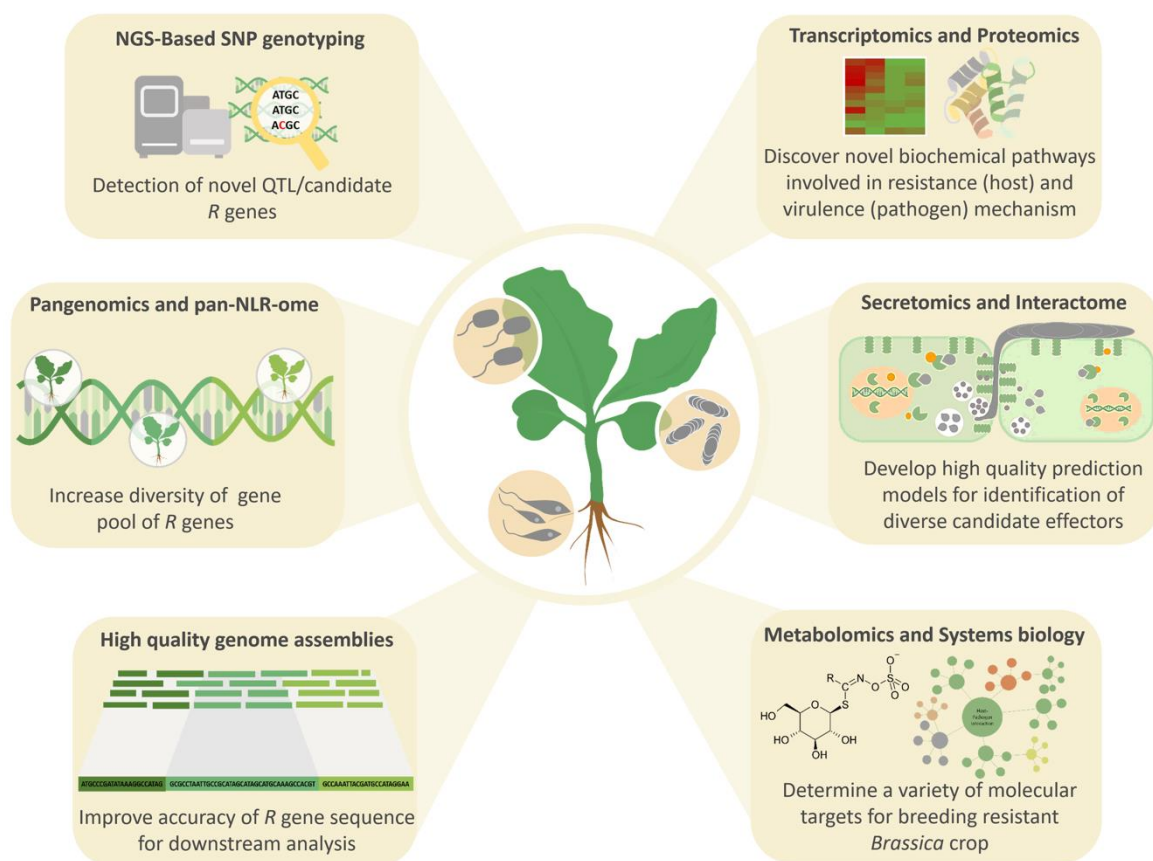 NGS-Based SNP genotyping
ATGC
ATGC
ACGC
Detection of novel QTL/candidate
R genes
Transcriptomics and Proteomics
Discover novel biochemical pathways
involved in resistance (host) and
virulence (pathogen) mechanism
Pangenomics and pan-NLR-ome
Increase diversity of gene
pool of R genes
Secretomics and Interactome
Develop high quality prediction
models for identification of
diverse candidate effectors
High quality genome assemblies
ATGCCCGATATAAAGGCCATAG GCGCCTAATTGCCGCATAGCATAGCATGCAAAGCCACGT GCCAAATTACGATGCCATAGGAA
Improve accuracy of R gene sequence
for downstream analysis
Metabolomics and Systems biology
O⁻
R C N O S O
O
S
HO
O
HO
HO OH
OH
Host-
Pathogen
Interaction
Determine a variety of molecular
targets for breeding resistant
Brassica crop